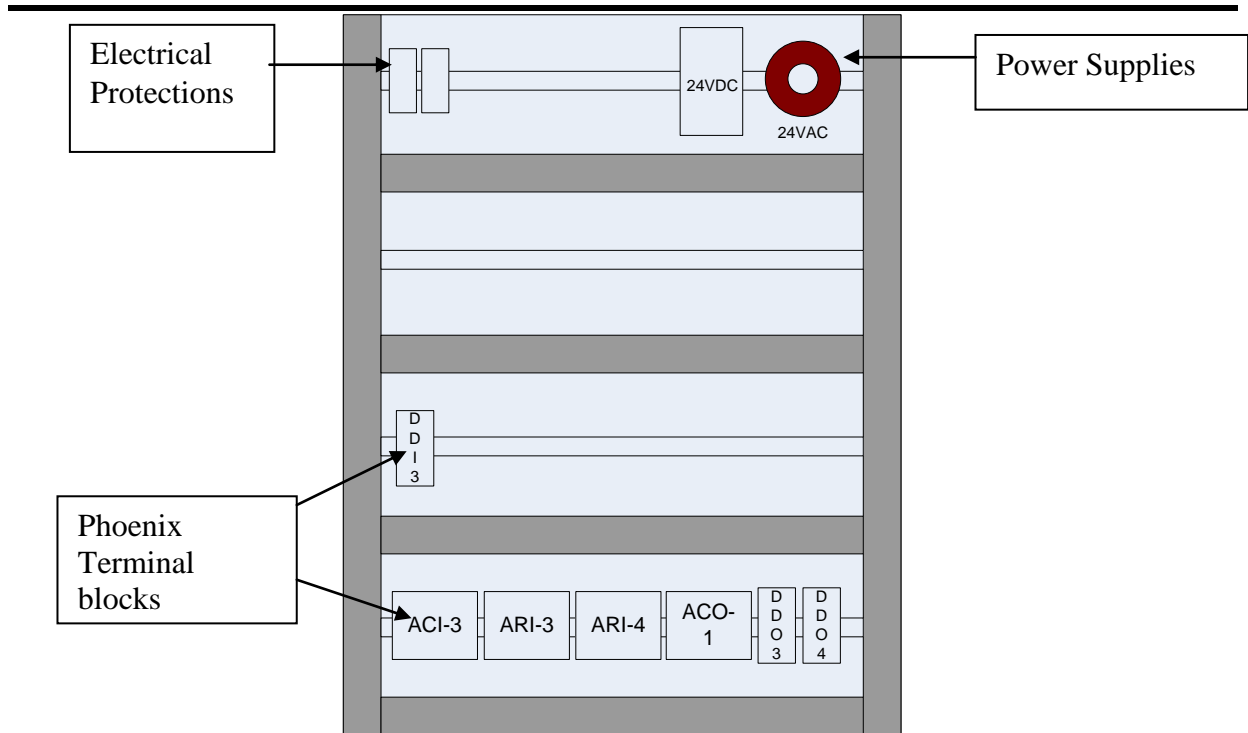 Electrical
Protections
24VDC
24VAC
Power Supplies
D
D
I
3
Phoenix
Terminal
blocks
ACI-3
ARI-3
ARI-4
ACO-
1
D
D
O
3
D
D
O
4